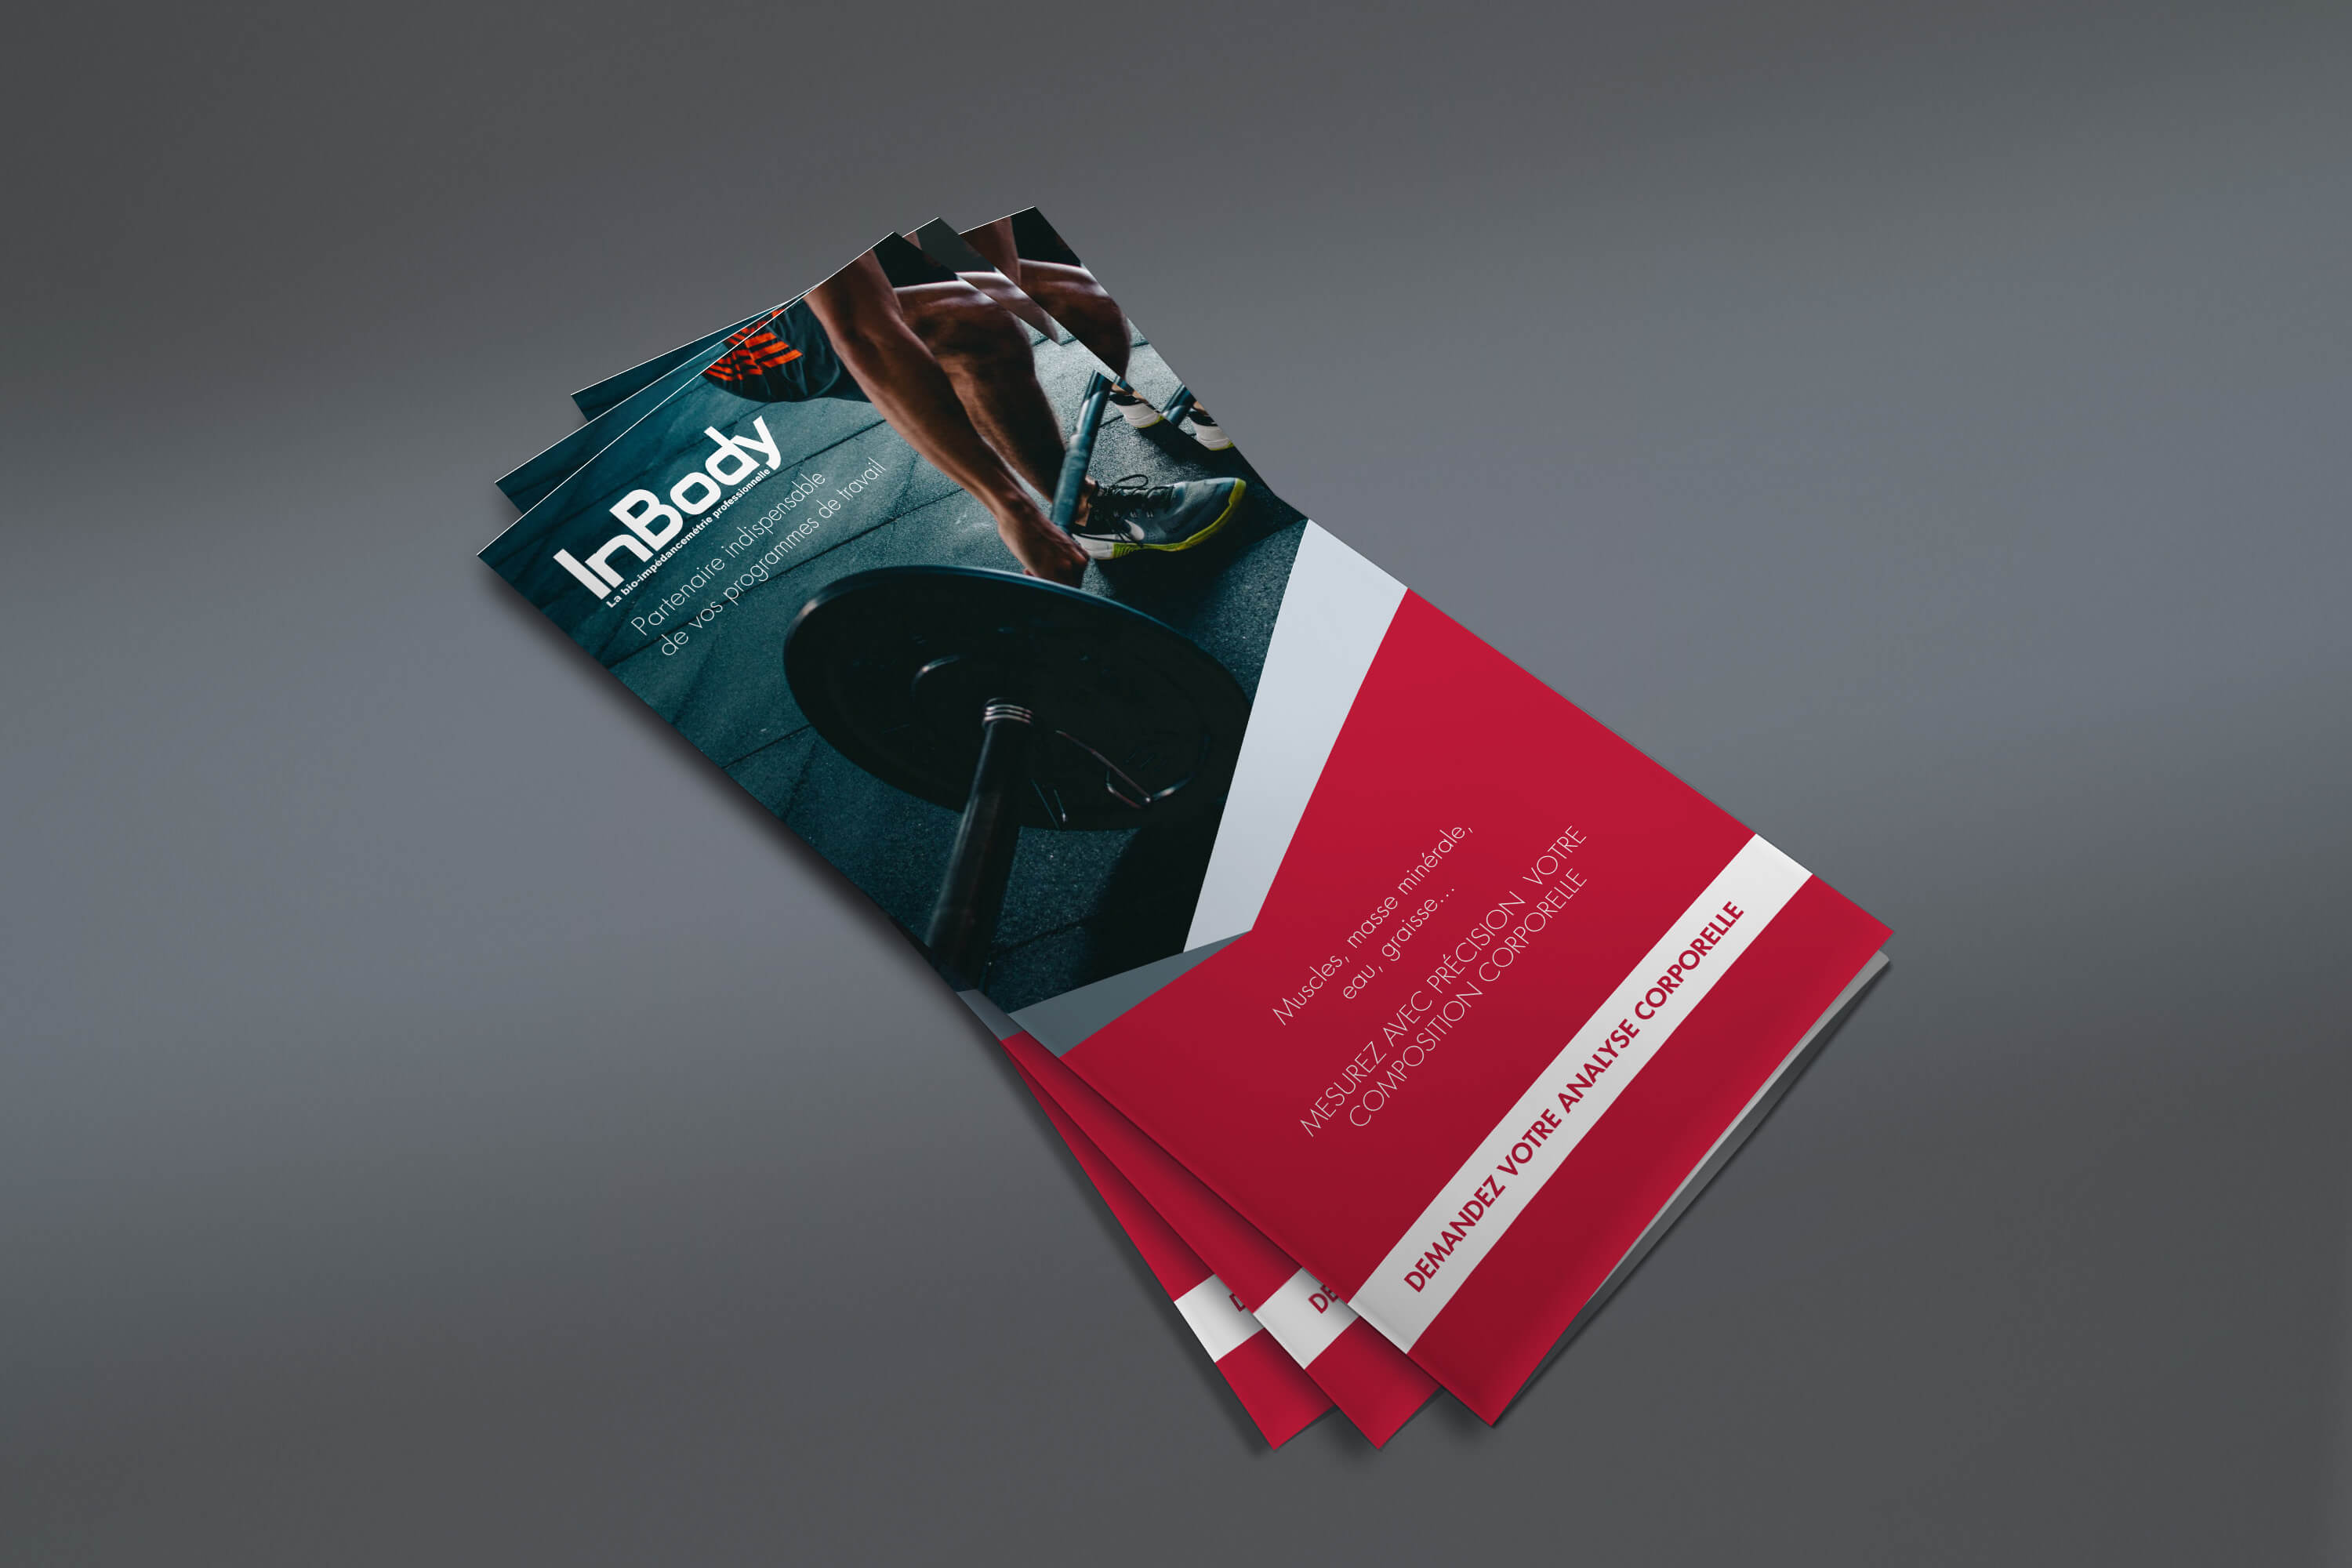 InBody
La bio-impédancemétrie professionnelle
Partenaire indispensable
de vos programmes de travail
Muscles, masse minérale,
eau, graisse...
MESUREZ AVEC PRÉCISION VOTRE
COMPOSITION CORPORELLE
DEMANDEZ VOTRE ANALYSE CORPORELLE
DE
D